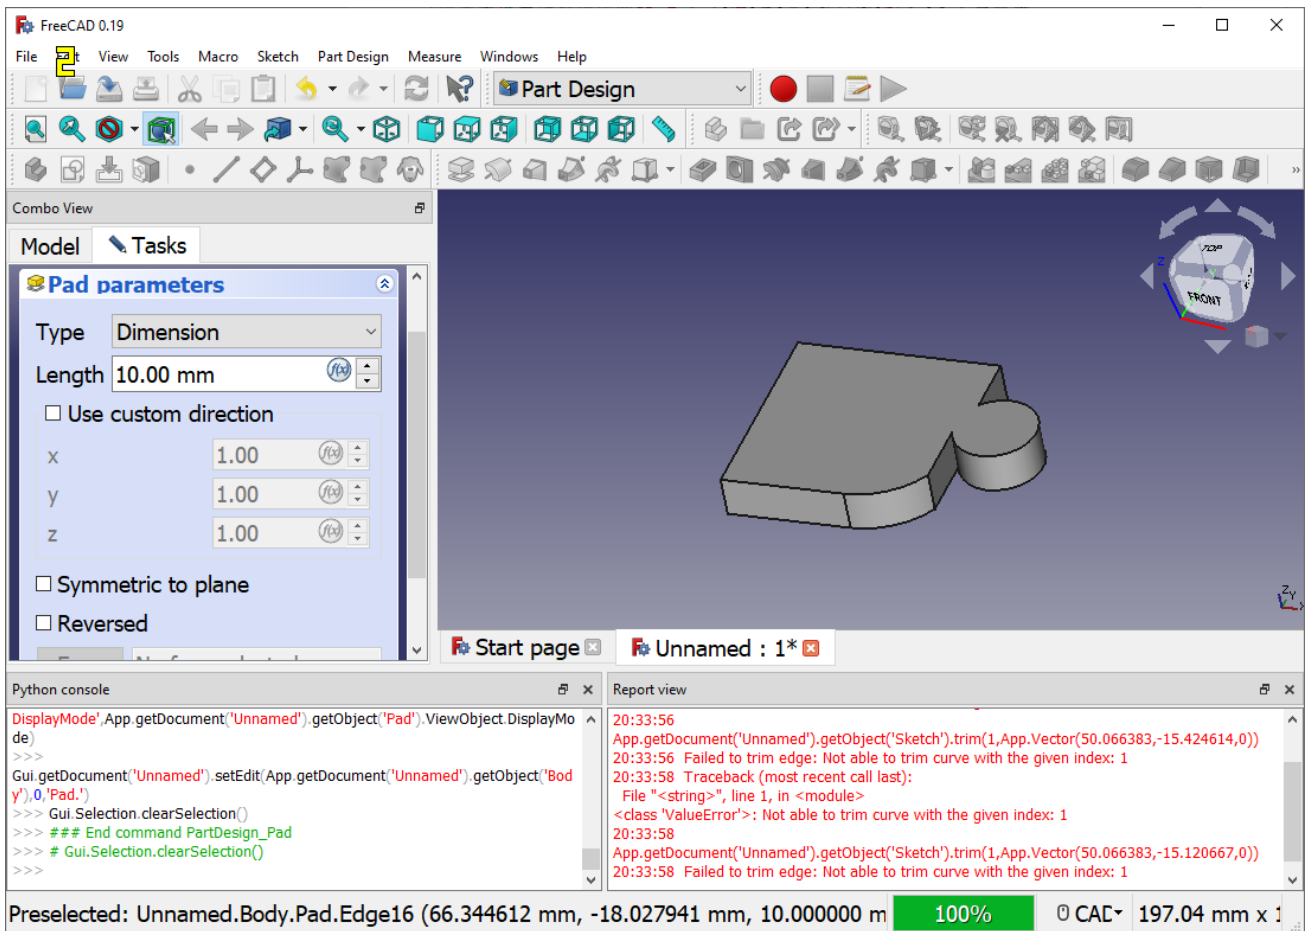 FreeCAD 0.19
File View Tools Macro Sketch Part Design Measure Windows Help
2
Part Design
Combo View
Model Tasks
Pad parameters
Type Dimension
Length 10.00 mm
Use custom direction
x 1.00
y 1.00
z 1.00
Symmetric to plane
Reversed
TOP
FRONT
Start page Unnamed : 1*
Python console
DisplayMode',App.getDocument('Unnamed').getObject('Pad').ViewObject.DisplayMo
de)
>>>
Gui.getDocument('Unnamed').setEdit(App.getDocument('Unnamed').getObject('Bod
y'),0,'Pad.')
>>> Gui.Selection.clearSelection()
>>> ### End command PartDesign_Pad
>>> # Gui.Selection.clearSelection()
>>>
Report view
20:33:56
App.getDocument('Unnamed').getObject('Sketch').trim(1,App.Vector(50.066383,-15.424614,0))
20:33:56 Failed to trim edge: Not able to trim curve with the given index: 1
20:33:58 Traceback (most recent call last):
File "<string>", line 1, in <module>
<class 'ValueError'>: Not able to trim curve with the given index: 1
20:33:58
App.getDocument('Unnamed').getObject('Sketch').trim(1,App.Vector(50.066383,-15.120667,0))
20:33:58 Failed to trim edge: Not able to trim curve with the given index: 1
Preselected: Unnamed.Body.Pad.Edge16 (66.344612 mm, -18.027941 mm, 10.000000 m 100% CAD 197.04 mm x 1